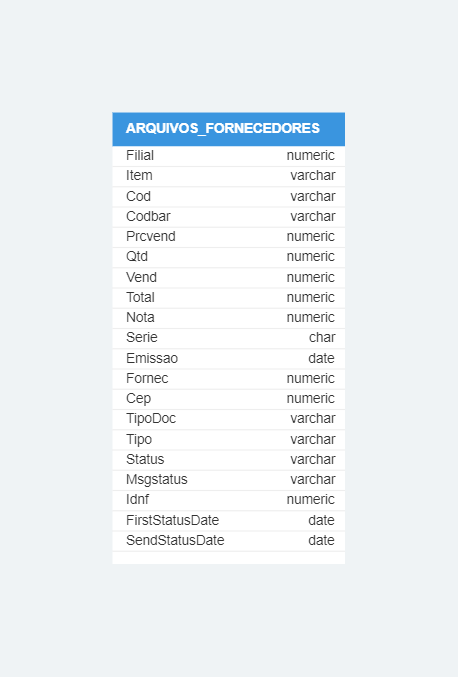 ARQUIVOS_FORNECEDORES
Filial numeric
Item varchar
Cod varchar
Codbar varchar
Prcvend numeric
Qtd numeric
Vend numeric
Total numeric
Nota numeric
Serie char
Emissao date
Fornec numeric
Cep numeric
TipoDoc varchar
Tipo varchar
Status varchar
Msgstatus varchar
Idnf numeric
FirstStatusDate date
SendStatusDate date